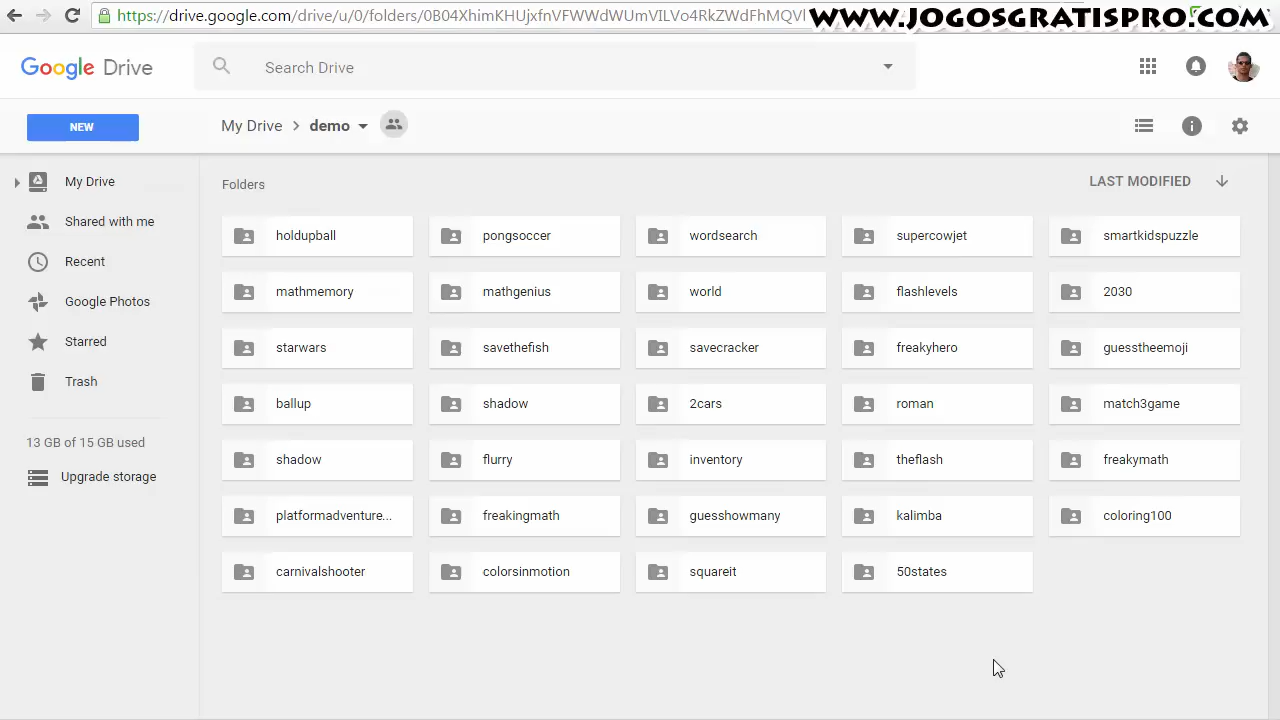 https://drive.google.com/drive/u/0/folders/
WWW.JOGOSGRATISPRO.COM
Google Drive
Search Drive
NEW
My Drive > demo
My Drive
Shared with me
Recent
Google Photos
Starred
Trash
13 GB of 15 GB used
Upgrade storage
Folders
LAST MODIFIED
holdupball pongsoccer wordsearch supercowjet smartkidspuzzle
mathmemory mathgenius world flashlevels 2030
starwars savethefish savecracker freakyhero guesstheemoji
ballup shadow 2cars roman match3game
shadow flurry inventory theflash freakymath
platformadventure... freakingmath guesshowmany kalimba coloring100
carnivalshooter colorsinmotion squareit 50states